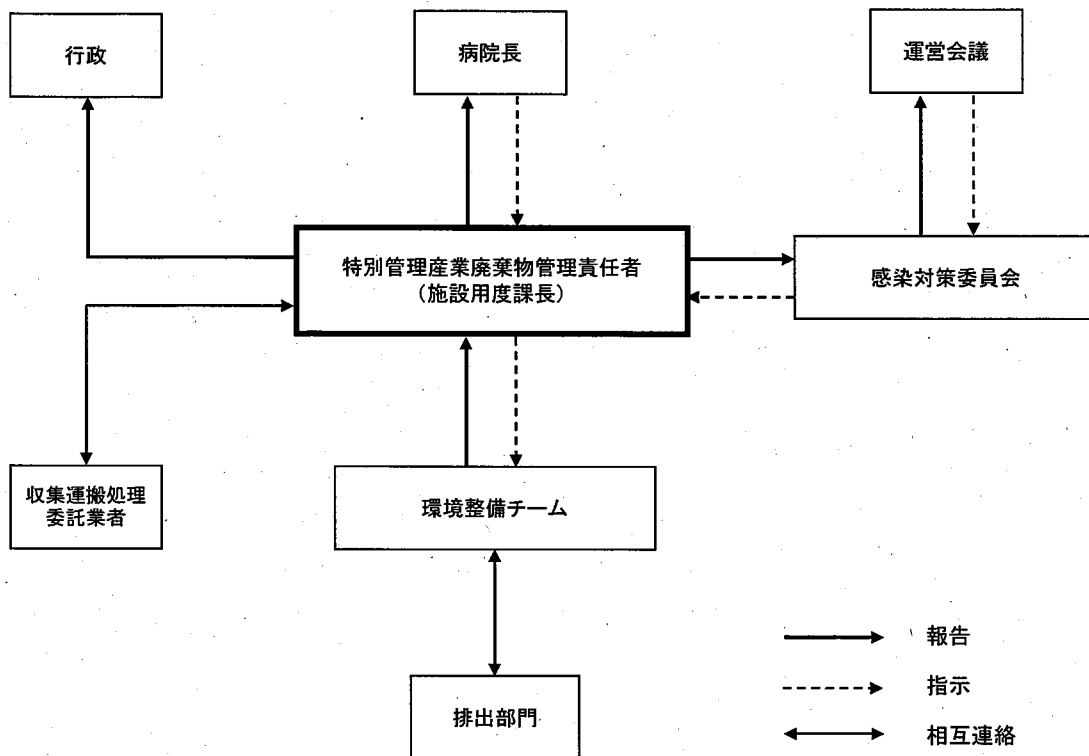 行政
病院長
運営会議
特別管理産業廃棄物管理責任者
(施設用度課長)
感染対策委員会
収集運搬処理
委託業者
環境整備チーム
排出部門
報告
指示
相互連絡